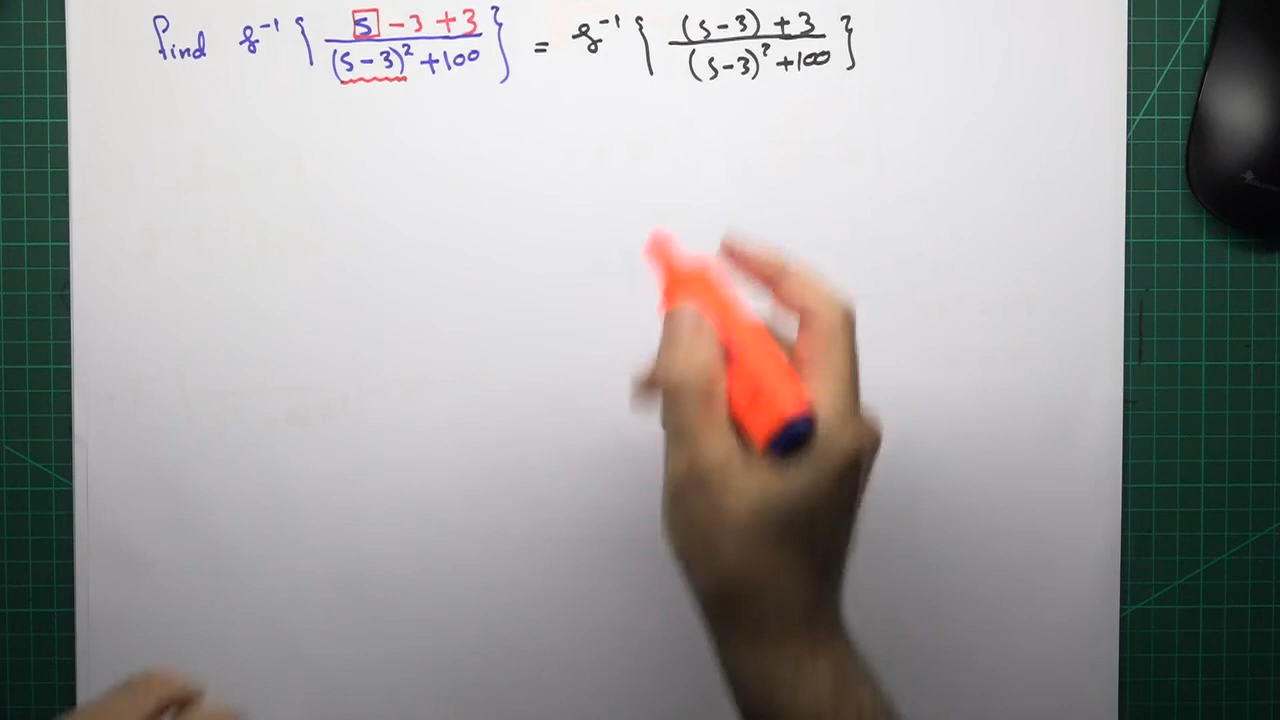 find ℒ⁻¹ { (s - 3 + 3) / ((s - 3)² + 100) } = ℒ⁻¹ { ((s - 3) + 3) / ((s - 3)² + 100) }